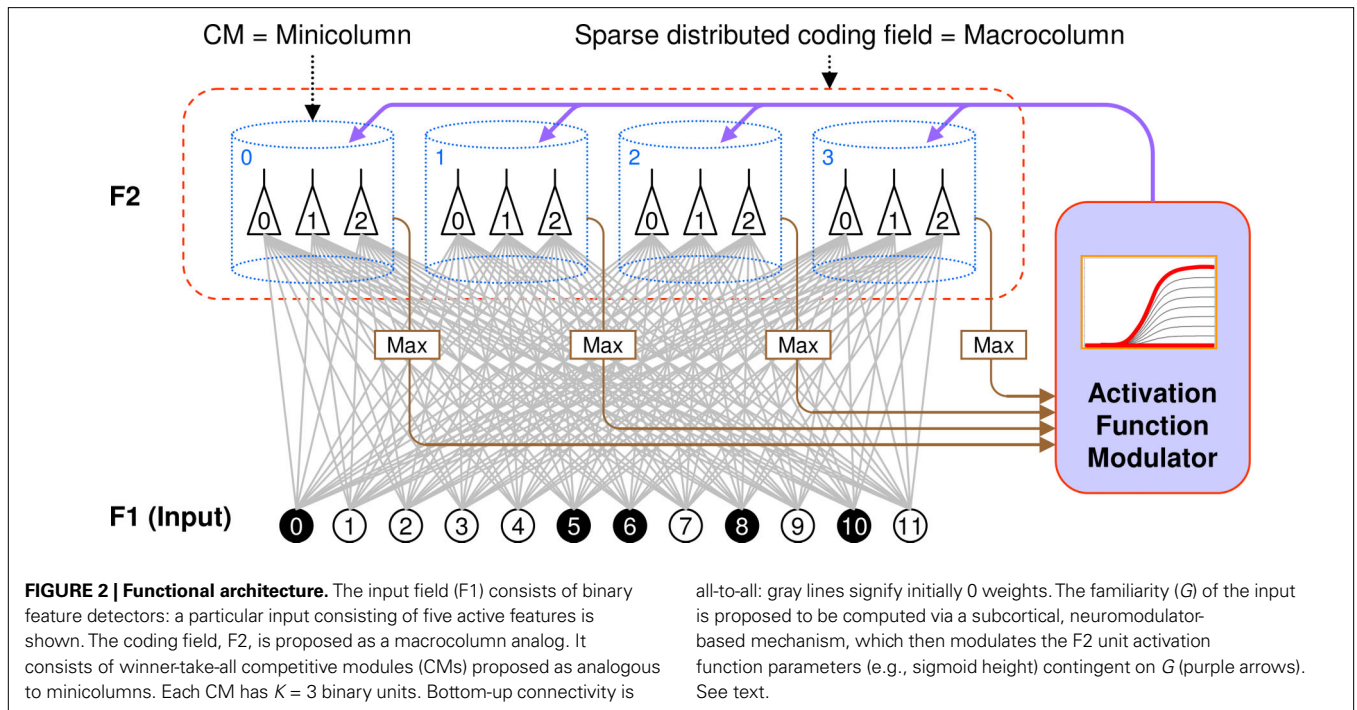 CM = Minicolumn
Sparse distributed coding field = Macrocolumn
0
1
2
3
F2
0 1 2
0 1 2
0 1 2
0 1 2
Max
Max
Max
Max
Activation
Function
Modulator
F1 (Input)
0 1 2 3 4 5 6 7 8 9 10 11
FIGURE 2 | Functional architecture. The input field (F1) consists of binary
feature detectors: a particular input consisting of five active features is
shown. The coding field, F2, is proposed as a macrocolumn analog. It
consists of winner-take-all competitive modules (CMs) proposed as analogous
to minicolumns. Each CM has K = 3 binary units. Bottom-up connectivity is
all-to-all: gray lines signify initially 0 weights. The familiarity (G) of the input
is proposed to be computed via a subcortical, neuromodulator-
based mechanism, which then modulates the F2 unit activation
function parameters (e.g., sigmoid height) contingent on G (purple arrows).
See text.